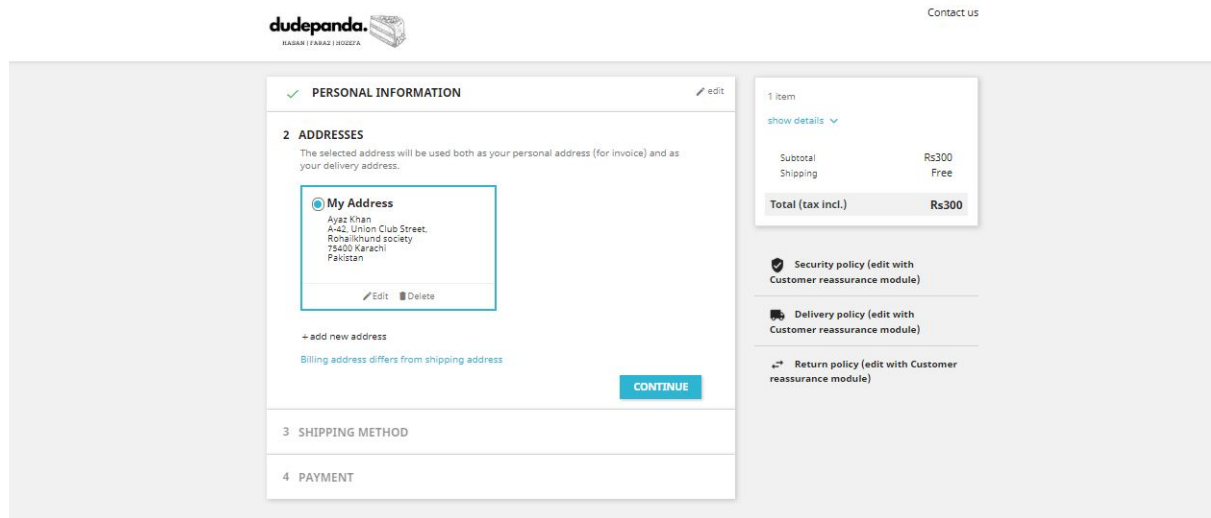 dudepanda.
HASAN | FARAZ | HUZEFA
Contact us
PERSONAL INFORMATION
edit
2 ADDRESSES
The selected address will be used both as your personal address (for invoice) and as
your delivery address.
My Address
Ayaz Khan
A-42, Union Club Street,
Rohailkhund society
75400 Karachi
Pakistan
Edit Delete
+ add new address
Billing address differs from shipping address
CONTINUE
3 SHIPPING METHOD
4 PAYMENT
1 item
show details
Subtotal Rs300
Shipping Free
Total (tax incl.) Rs300
Security policy (edit with
Customer reassurance module)
Delivery policy (edit with
Customer reassurance module)
Return policy (edit with Customer
reassurance module)